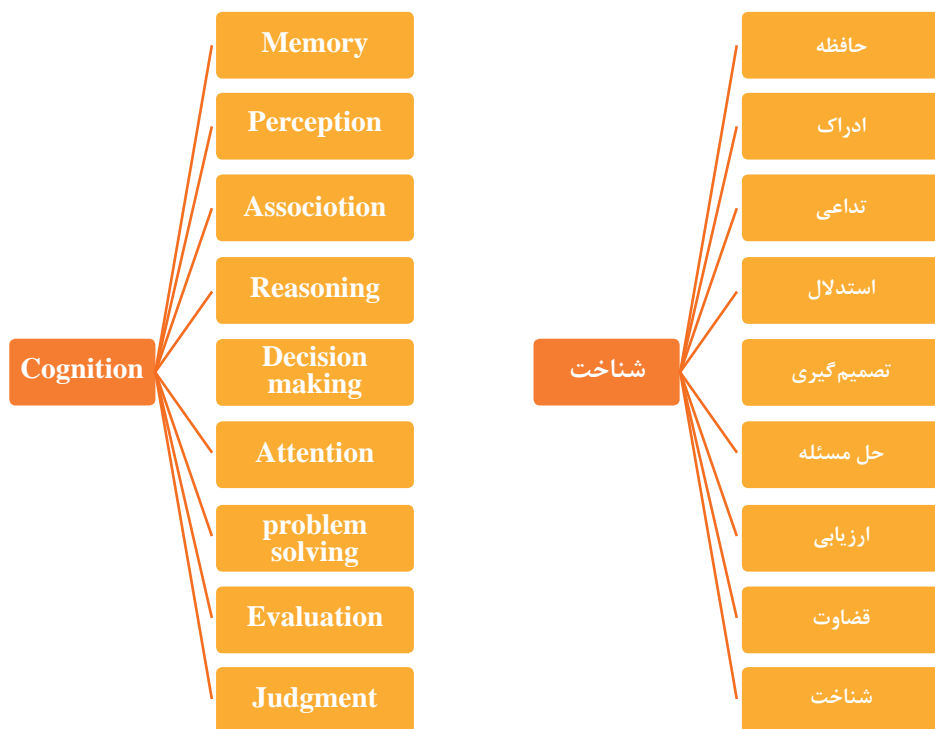 Cognition
Memory
Perception
Associotion
Reasoning
Decision
making
Attention
problem
solving
Evaluation
Judgment
شناخت
حافظه
ادراک
تداعی
استدلال
تصمیم‌گیری
حل مسئله
ارزیابی
قضاوت
شناخت